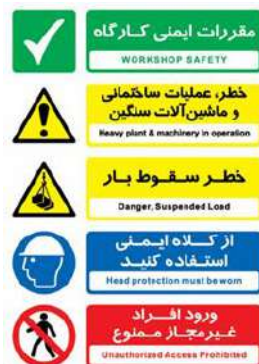 مقررات ایمنی کارگاه
WORKSHOP SAFETY
خطر، عملیات ساختمانی
و ماشین‌آلات سنگین
Heavy plant & machinery in operation
خطر سقوط بار
Danger, Suspended Load
از کلاه ایمنی
استفاده کنید
Head protection must be worn
ورود افراد
غیرمجاز ممنوع
Unauthorized Access Prohibited